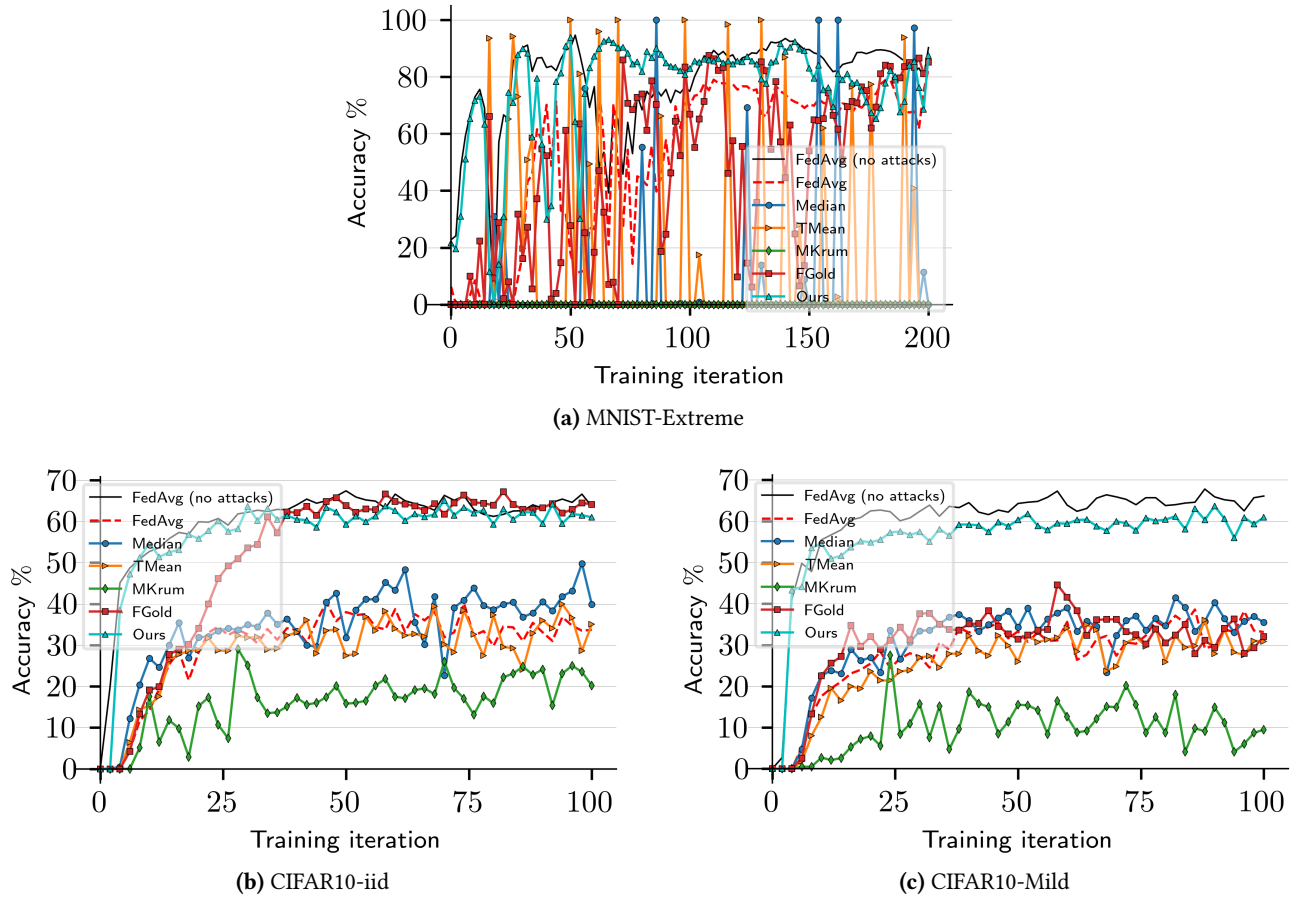 100
80
60
40
20
0
Accuracy %
FedAvg (no attacks)
FedAvg
Median
TMean
MKrum
FGold
Ours
0 50 100 150 200
Training iteration
(a) MNIST-Extreme
70
60
50
40
30
20
10
0
Accuracy %
FedAvg (no attacks)
FedAvg
Median
TMean
MKrum
FGold
Ours
0 25 50 75 100
Training iteration
(b) CIFAR10-iid
70
60
50
40
30
20
10
0
Accuracy %
FedAvg (no attacks)
FedAvg
Median
TMean
MKrum
FGold
Ours
0 25 50 75 100
Training iteration
(c) CIFAR10-Mild